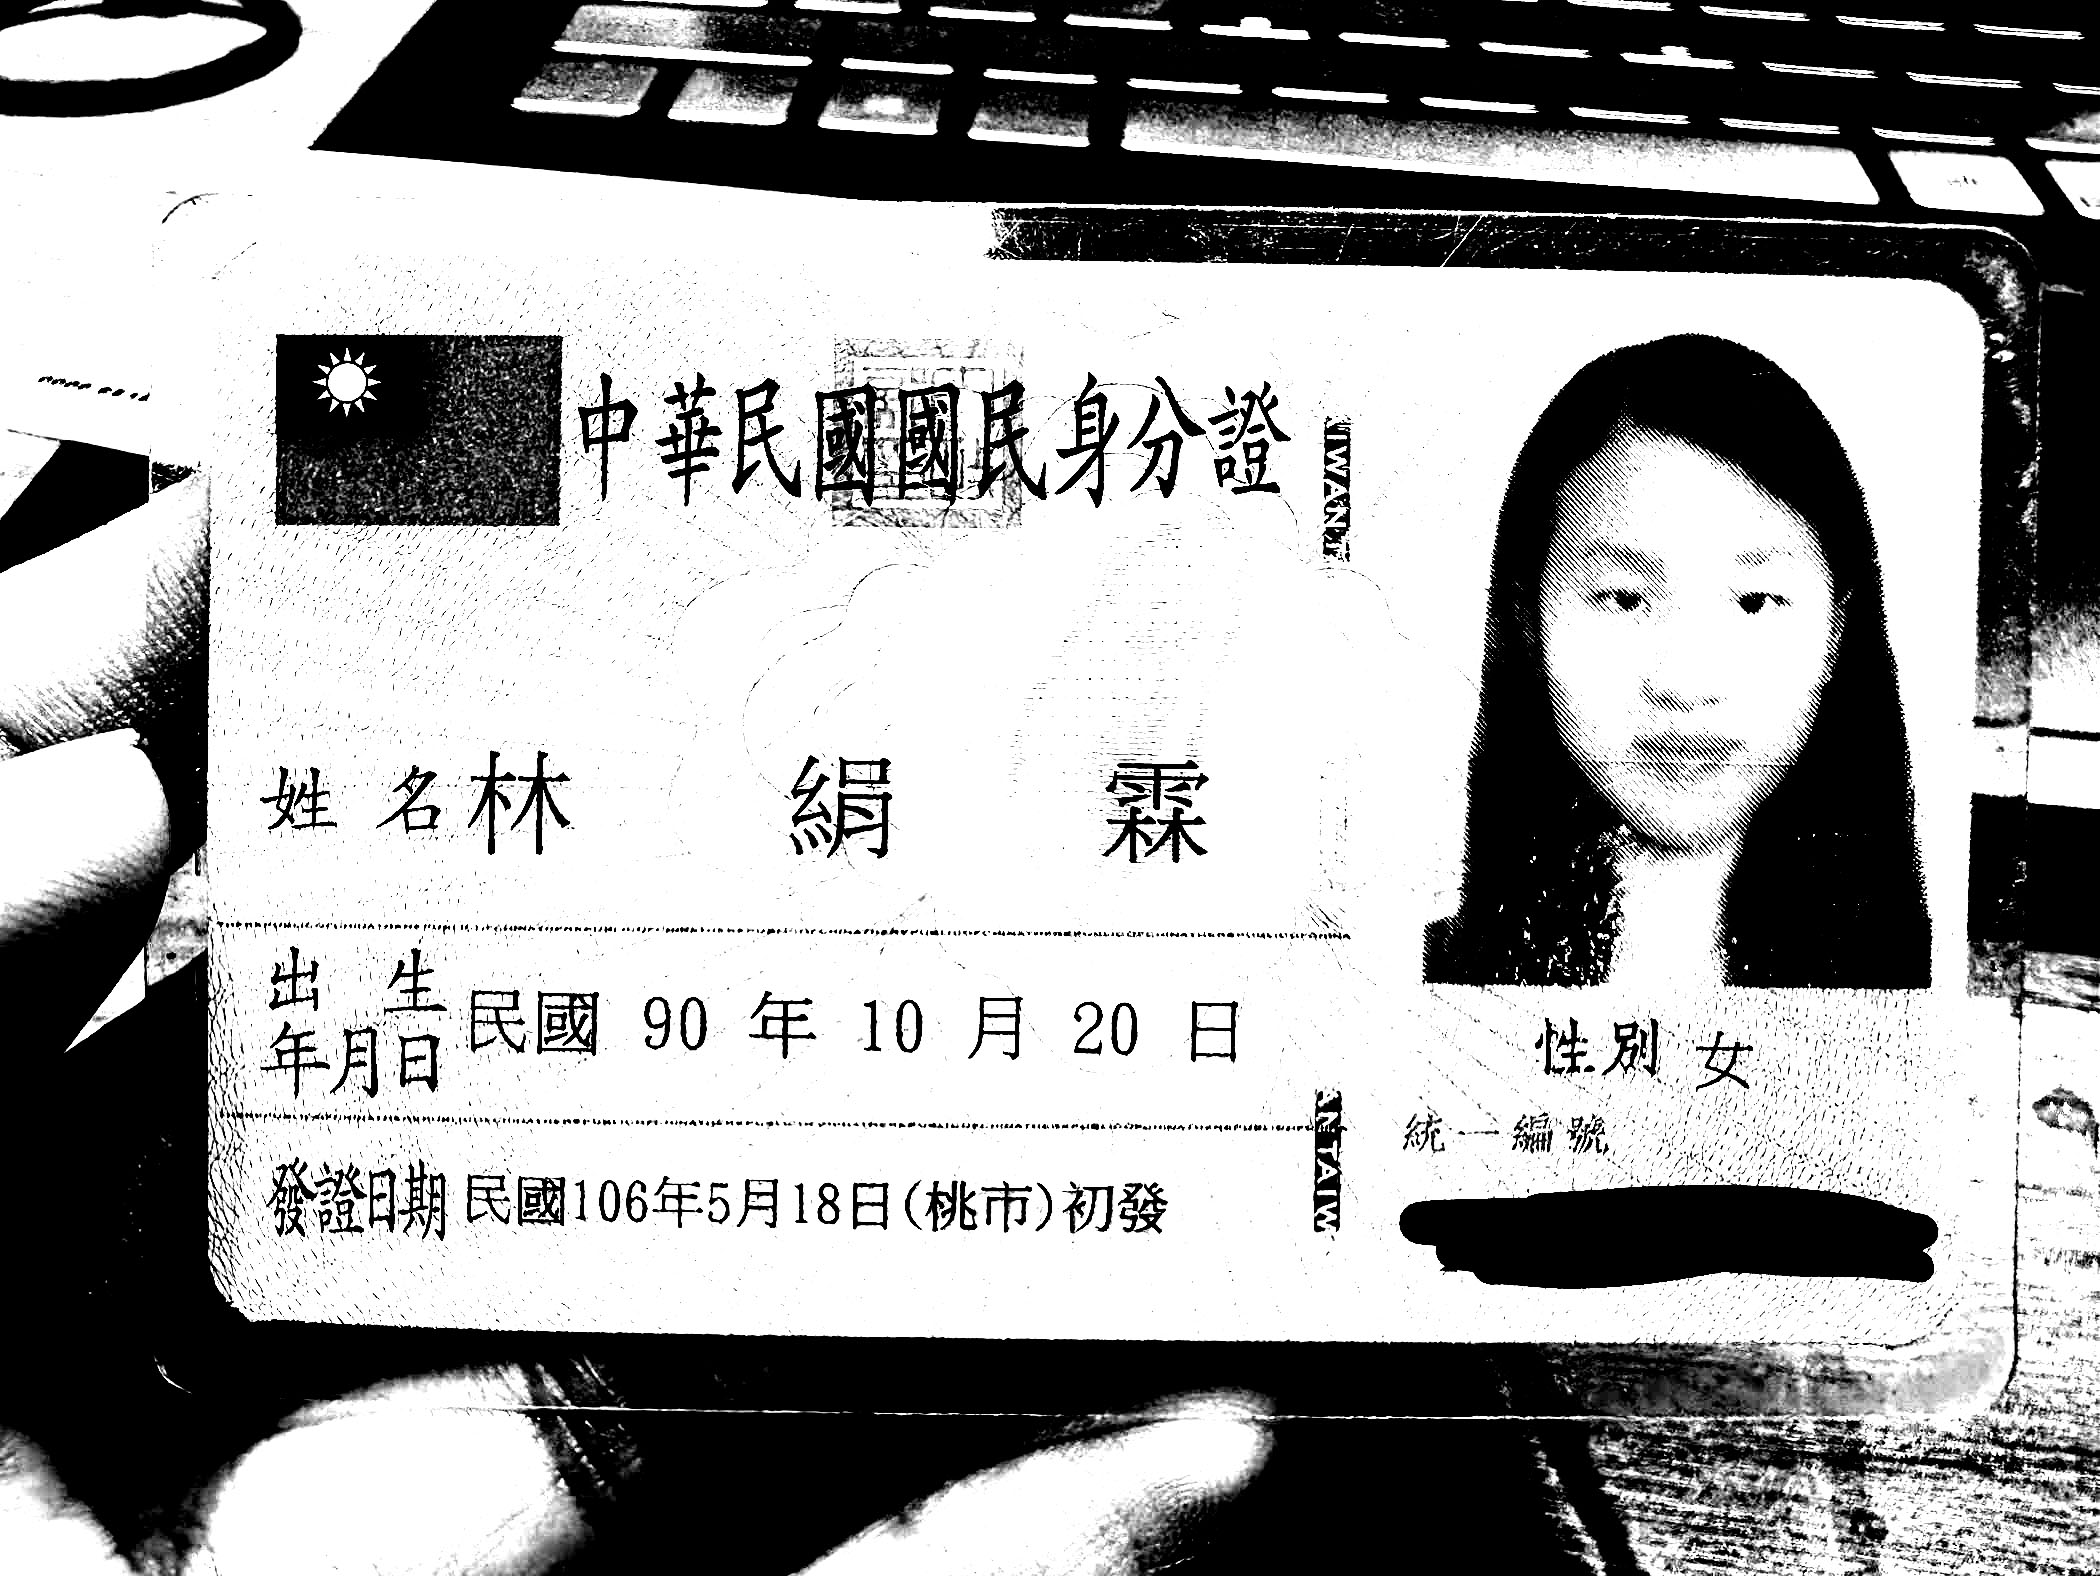 中華民國國民身分證
姓名 林絹霖
出生年月日 民國 90 年 10 月 20 日
發證日期 民國106年5月18日(桃市)初發
性別 女
統一編號